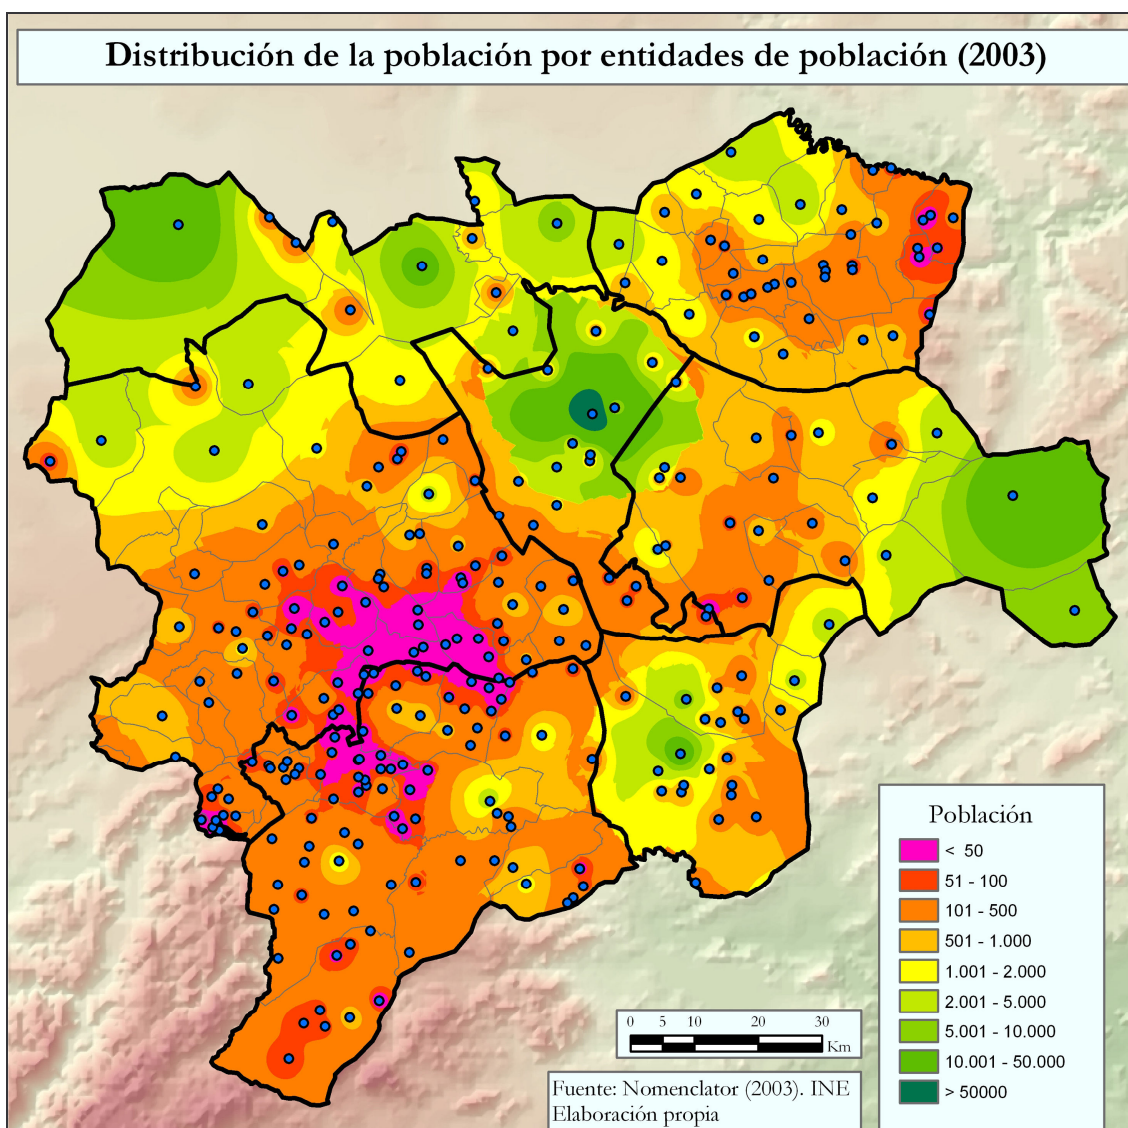 Distribución de la población por entidades de población (2003)
Población
< 50
51 - 100
101 - 500
501 - 1.000
1.001 - 2.000
2.001 - 5.000
5.001 - 10.000
10.001 - 50.000
> 50000
0 5 10 20 30
Km
Fuente: Nomenclator (2003). INE
Elaboración propia